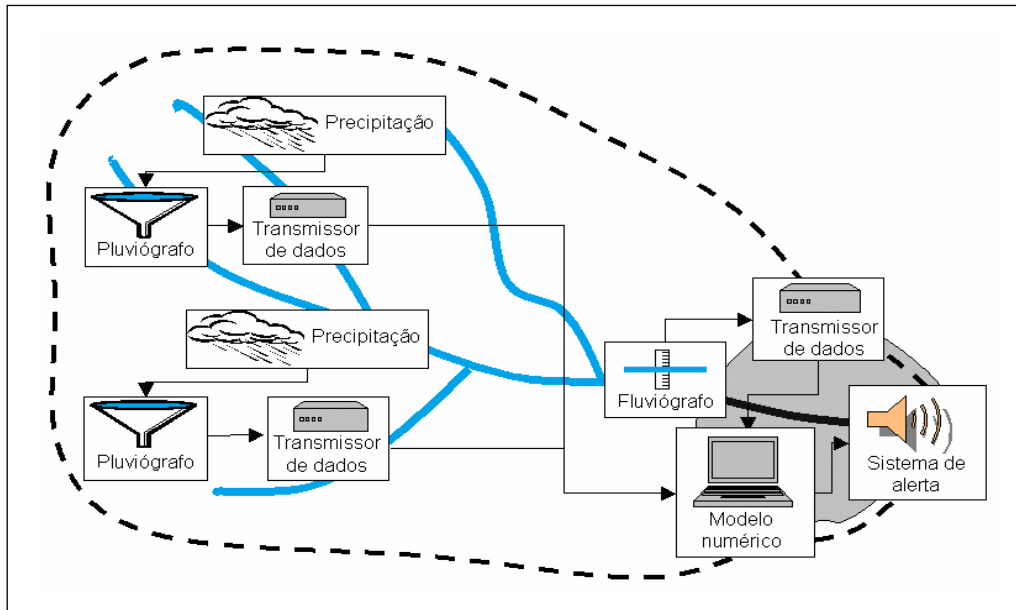 Precipitação
Pluviógrafo
Transmissor
de dados
Precipitação
Pluviógrafo
Transmissor
de dados
Fluviógrafo
Transmissor
de dados
Modelo
numérico
Sistema de
alerta